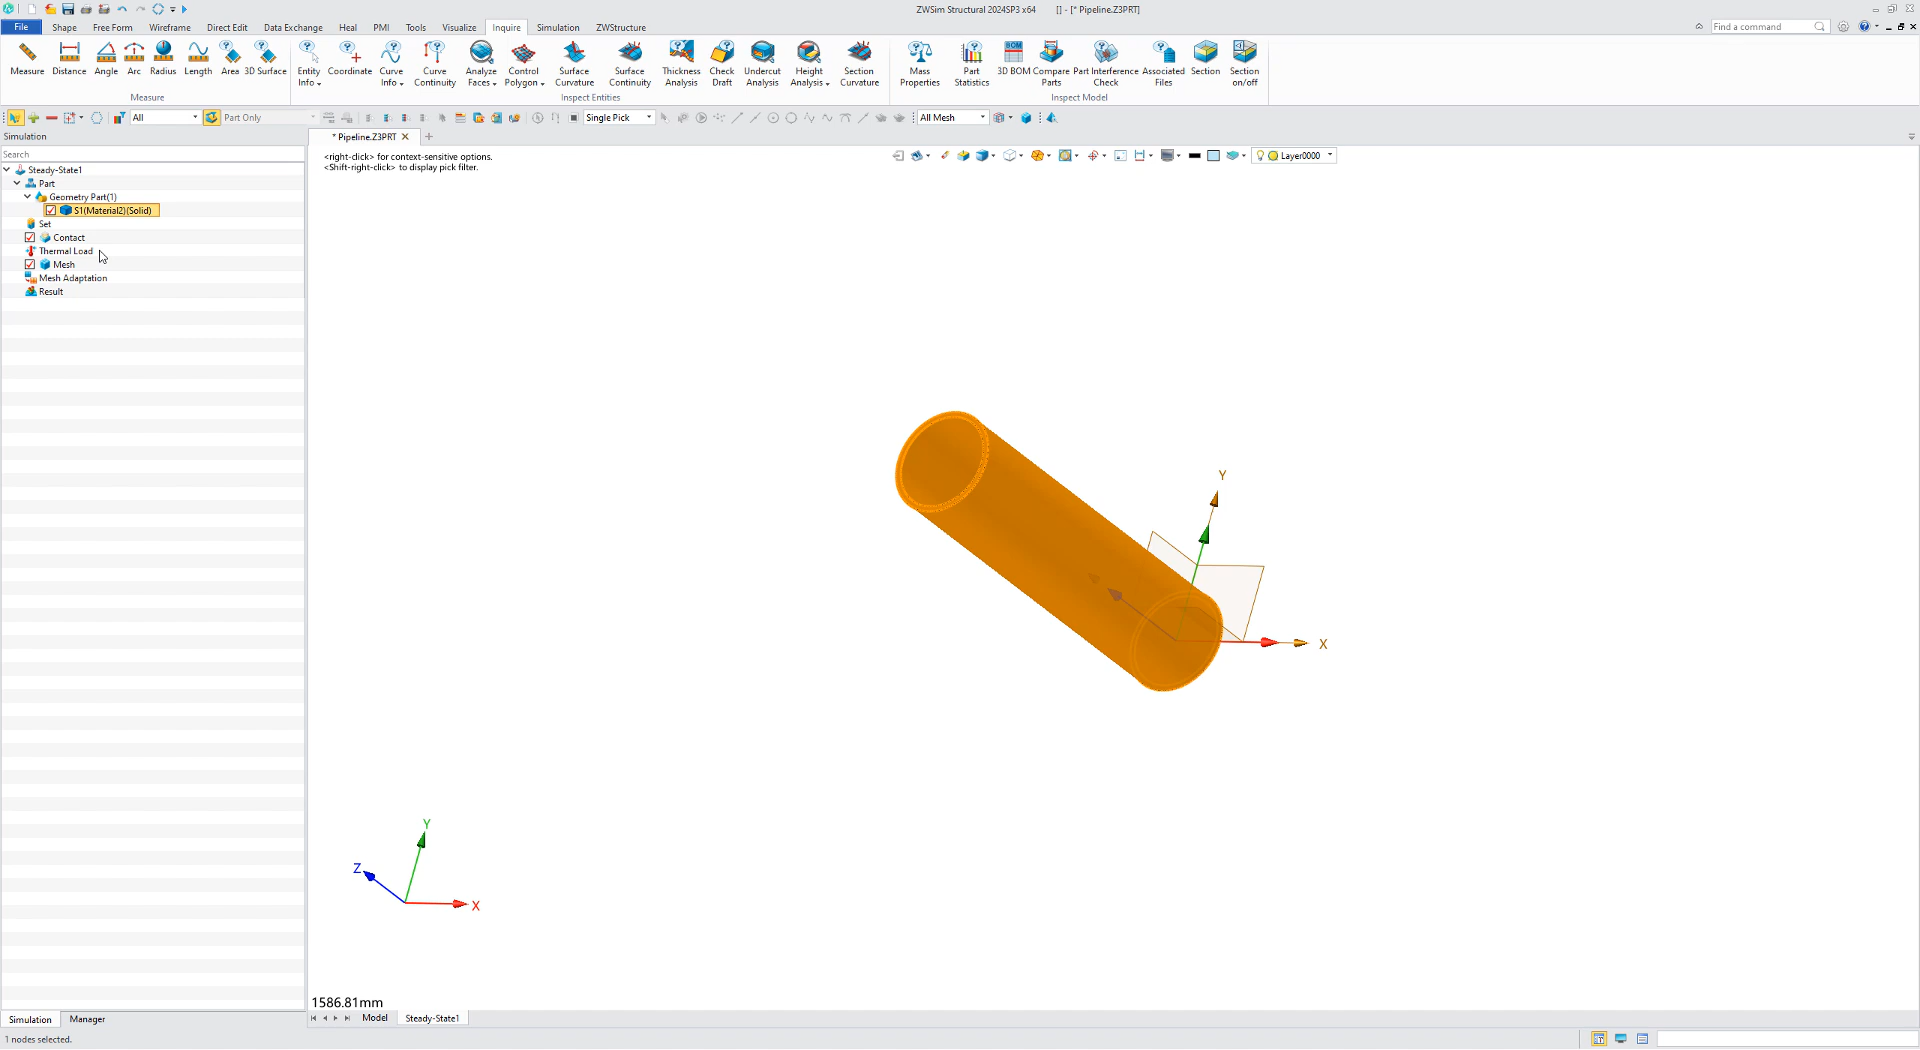 ZWSim Structural 2024SP3 x64 [] - [* Pipeline.Z3PRT]
File Shape Free Form Wireframe Direct Edit Data Exchange Heal PMI Tools Visualize Inquire Simulation ZWStructure Find a command
Measure Distance Angle Arc Radius Length Area 3D Surface Entity Info Coordinate Curve Info Curve Continuity Analyze Faces Control Polygon Surface Curvature Surface Continuity Thickness Analysis Check Draft Undercut Analysis Height Analysis Section Curvature Mass Properties Part Statistics 3D BOM Compare Parts Part Interference Check Associated Files Section Section on/off
Measure Inspect Entities Inspect Model
All Part Only Single Pick All Mesh
Simulation * Pipeline.Z3PRT
Search
<right-click> for context-sensitive options.
<Shift-right-click> to display pick filter.
Layer0000
Steady-State1
Part
Geometry Part(1)
S1(Material2)(Solid)
Set
Contact
Thermal Load
Mesh
Mesh Adaptation
Result
Y
X
Y
Z
X
1586.81mm
Simulation Manager Model Steady-State1
1 nodes selected.